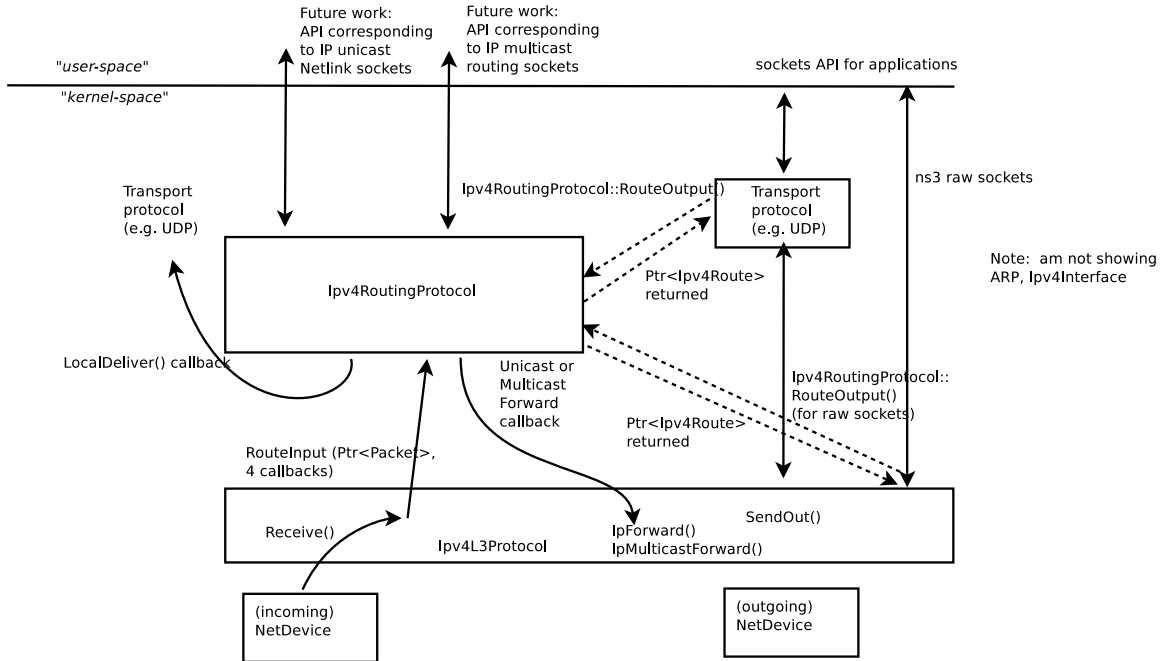 Future work:
API corresponding
to IP unicast
Netlink sockets
Future work:
API corresponding
to IP multicast
routing sockets
"user-space"
sockets API for applications
"kernel-space"
Transport
protocol
(e.g. UDP)
Ipv4RoutingProtocol::RouteOutput()
Transport
protocol
(e.g. UDP)
ns3 raw sockets
Note:  am not showing
ARP, Ipv4Interface
Ipv4RoutingProtocol
Ptr<Ipv4Route>
returned
LocalDeliver() callback
Unicast or
Multicast
Forward
callback
Ipv4RoutingProtocol::
RouteOutput()
(for raw sockets)
Ptr<Ipv4Route>
returned
RouteInput (Ptr<Packet>,
4 callbacks)
Receive()
Ipv4L3Protocol
IpForward()
IpMulticastForward()
SendOut()
(incoming)
NetDevice
(outgoing)
NetDevice